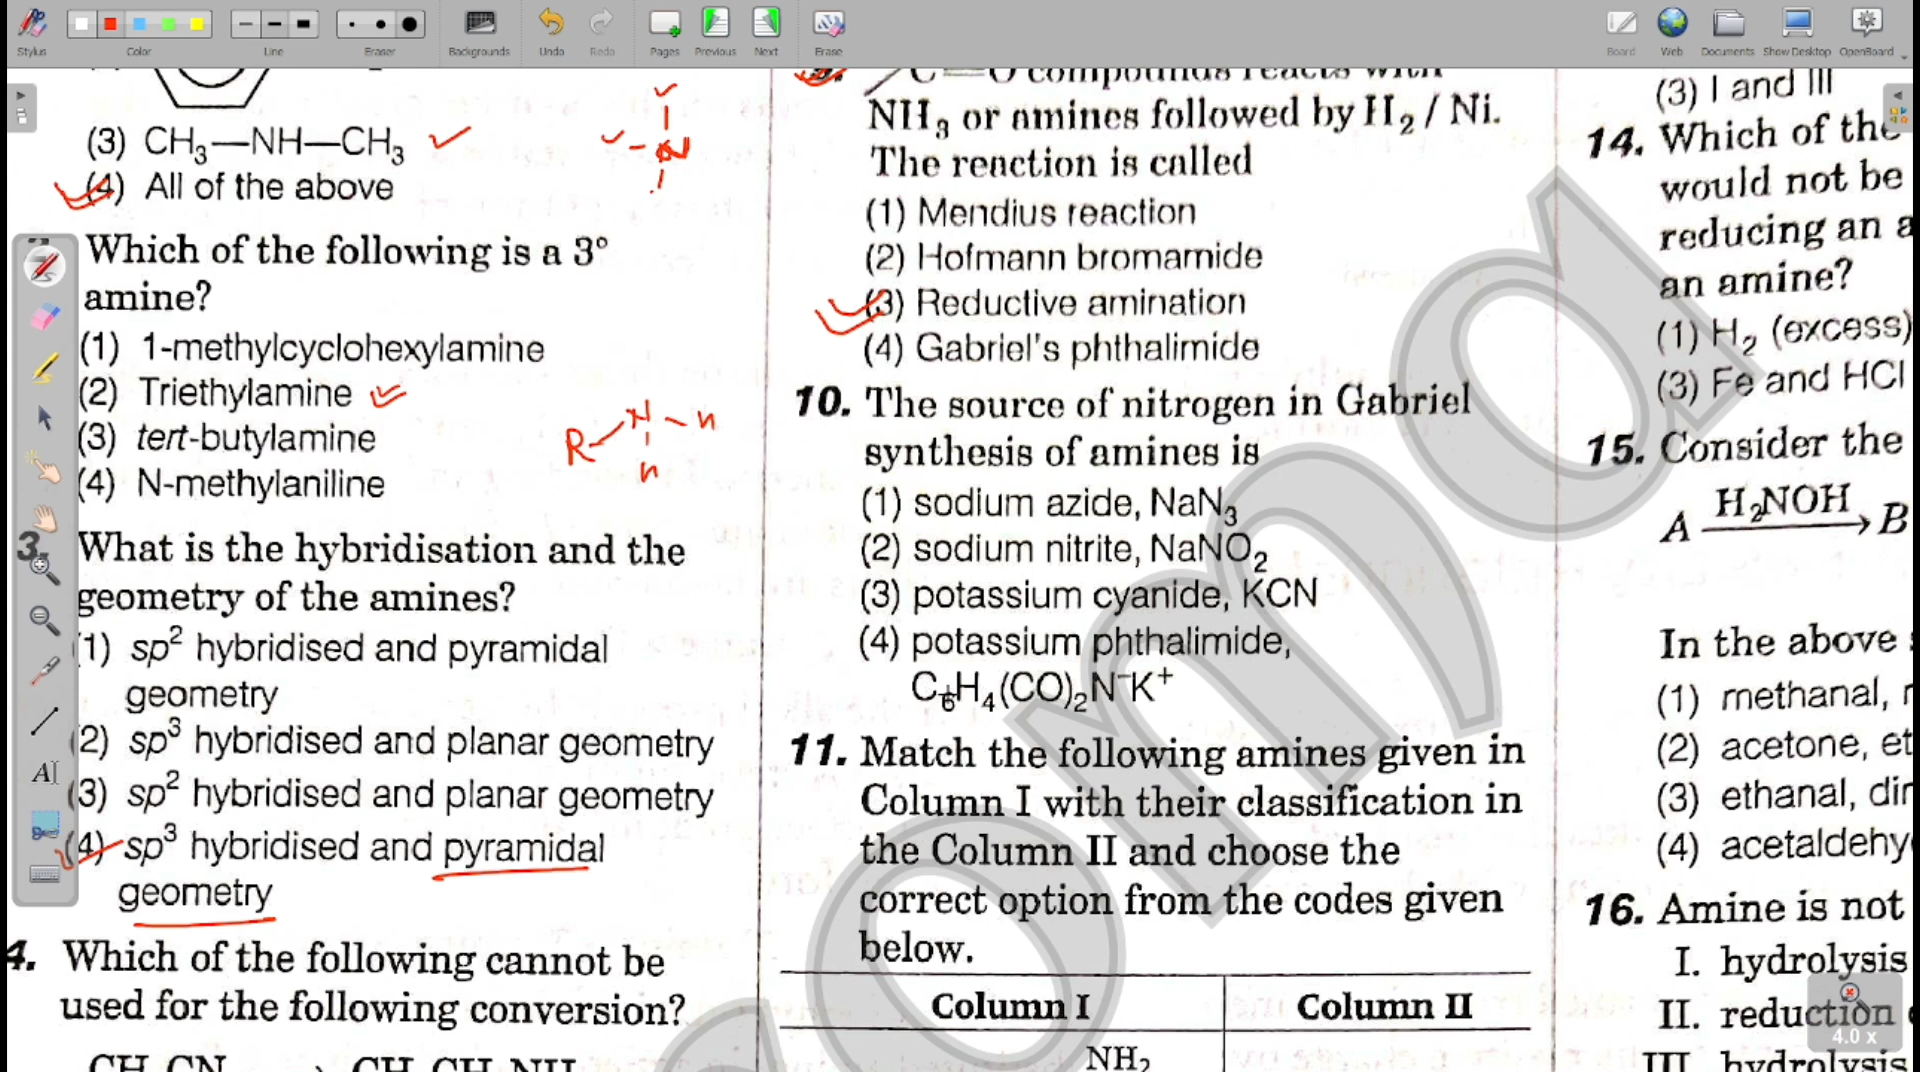 Stylus
Color
Line
Eraser
Backgrounds
Undo
Redo
Pages
Previous
Next
Erase
Board
Web
Documents
Show Desktop
OpenBoard
(3) CH₃—NH—CH₃
(4) All of the above
N
Which of the following is a 3°
amine?
(1) 1-methylcyclohexylamine
(2) Triethylamine
(3) tert-butylamine
(4) N-methylaniline
R N H
H
3. What is the hybridisation and the
geometry of the amines?
(1) sp² hybridised and pyramidal
geometry
(2) sp³ hybridised and planar geometry
(3) sp² hybridised and planar geometry
(4) sp³ hybridised and pyramidal
geometry
4. Which of the following cannot be
used for the following conversion?
C=O compounds reacts with
NH₃ or amines followed by H₂ / Ni.
The reaction is called
(1) Mendius reaction
(2) Hofmann bromamide
(3) Reductive amination
(4) Gabriel's phthalimide
10. The source of nitrogen in Gabriel
synthesis of amines is
(1) sodium azide, NaN₃
(2) sodium nitrite, NaNO₂
(3) potassium cyanide, KCN
(4) potassium phthalimide,
C₆H₄(CO)₂N⁻K⁺
11. Match the following amines given in
Column I with their classification in
the Column II and choose the
correct option from the codes given
below.
Column I Column II
NH₂
(3) I and III
14. Which of the
would not be
reducing an a
an amine?
(1) H₂ (excess)
(3) Fe and HCl
15. Consider the
A H₂NOH → B
In the above
(1) methanal,
(2) acetone, et
(3) ethanal, dim
(4) acetaldehy
16. Amine is not
I. hydrolysis
II. reduction
III. hydrolysis
4.0 x